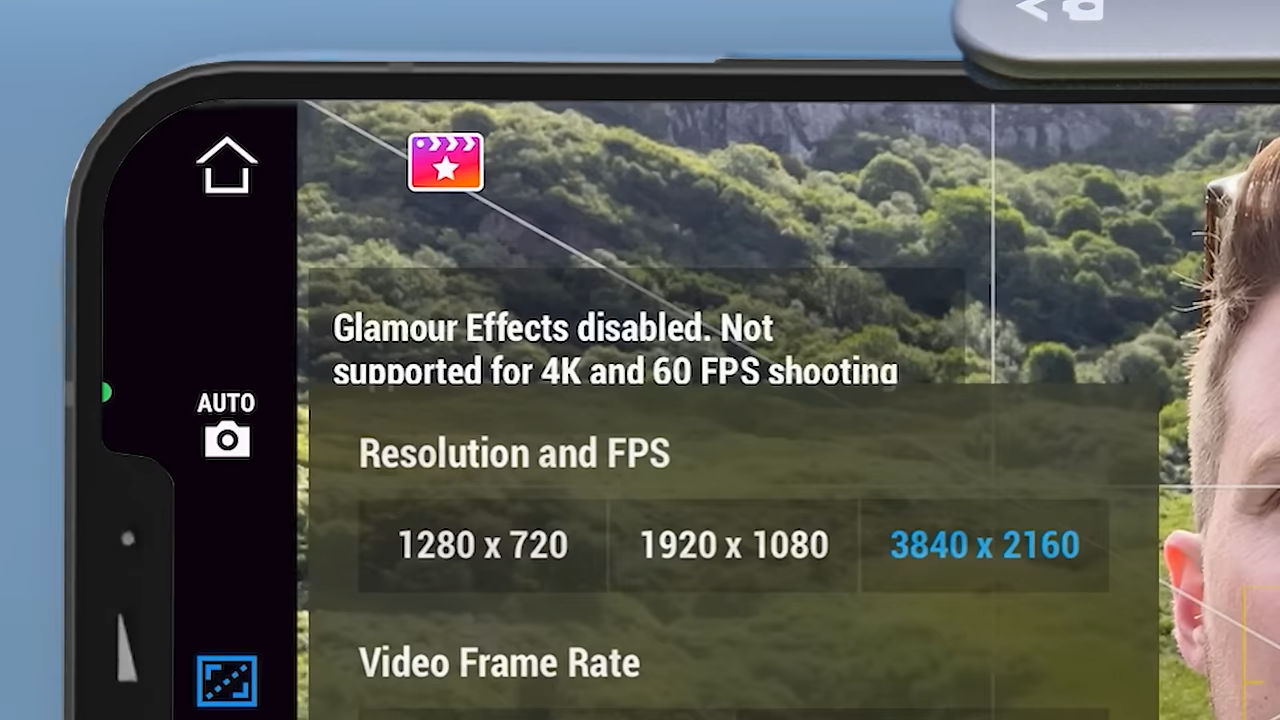 Glamour Effects disabled. Not
supported for 4K and 60 FPS shooting
AUTO
Resolution and FPS
1280 x 720
1920 x 1080
3840 x 2160
Video Frame Rate